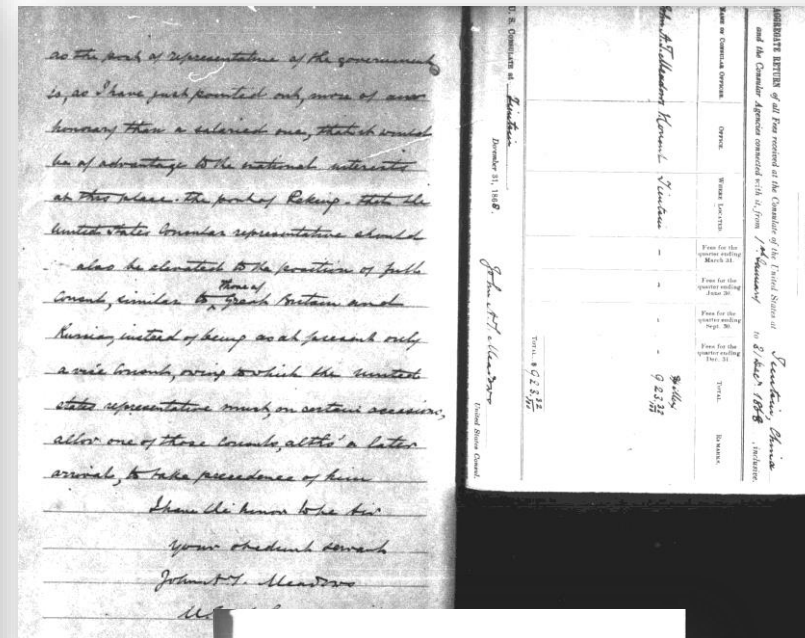 as the post of representative of the government
is, as I have just pointed out, more of an
honorary than a salaried one, that it would
be of advantage to the national interests
at this place, the port of Peking, that the
United States Consular representative should
also be elevated to the position of full
Consul, similar to those of Great Britain and
Russia, instead of being as at present only
a vice Consul, owing to which the United
States representative must, on certain occasions,
allow one of those Consuls, altho' a later
arrival, to take precedence of him
I have the honor to be Sir
your obedient servant
John A. T. Meadows
AGGREGATE RETURN of all Fees received at the Consulate of the United States at Tientsin, China
and the Consular Agencies connected with it, from 1st January to 31 Decr 1868, inclusive.
NAME OF CONSULAR OFFICER. OFFICE. WHERE LOCATED. Fees for the quarter ending March 31. Fees for the quarter ending June 30. Fees for the quarter ending Sept. 30. Fees for the quarter ending Dec. 31. TOTAL. REMARKS.
John A. T. Meadows Consul Tientsin - - - - 923.32
TOTAL, $ 923.32
U. S. CONSULATE at Tientsin
December 31, 1868.
John A. T. Meadows
United States Consul.